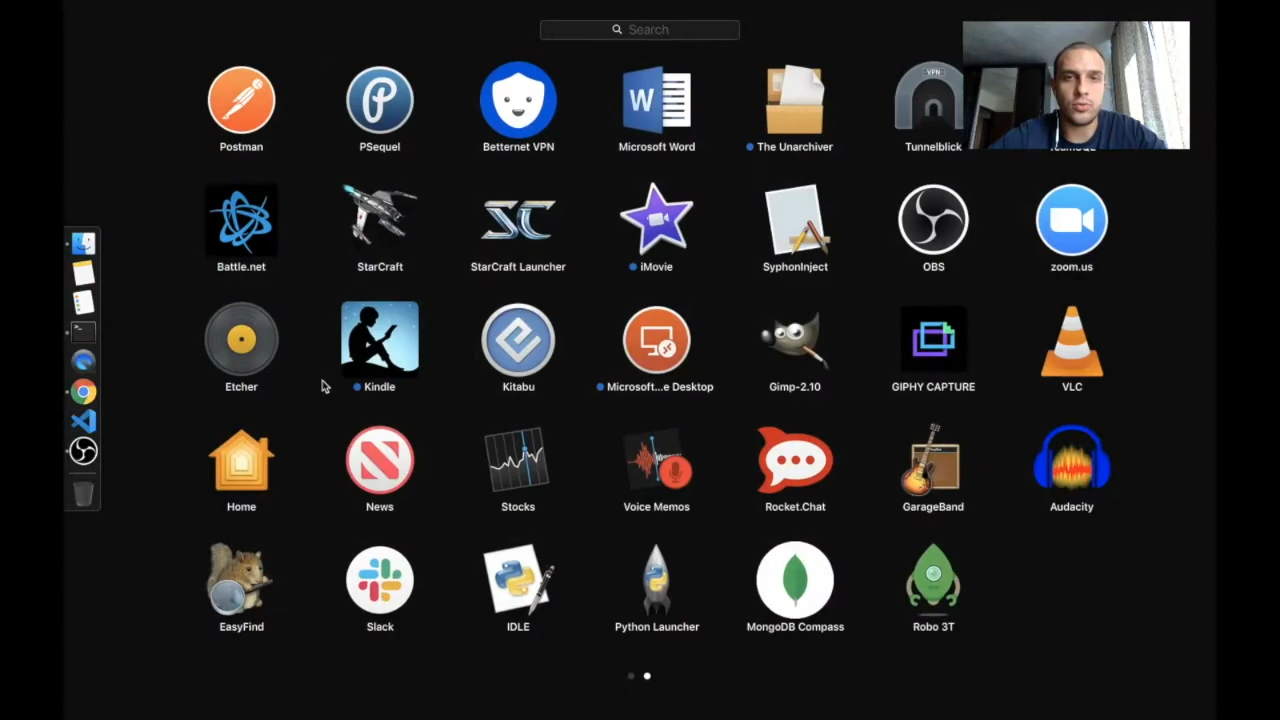 Search
Postman
PSequel
Betternet VPN
W
Microsoft Word
The Unarchiver
VPN
Tunnelblick
Battle.net
StarCraft
SC
StarCraft Launcher
iMovie
SyphonInject
OBS
zoom.us
Etcher
Kindle
Kitabu
Microsoft...e Desktop
Gimp-2.10
GIPHY CAPTURE
VLC
Home
News
Stocks
Voice Memos
Rocket.Chat
GarageBand
Audacity
EasyFind
Slack
IDLE
Python Launcher
MongoDB Compass
Robo 3T